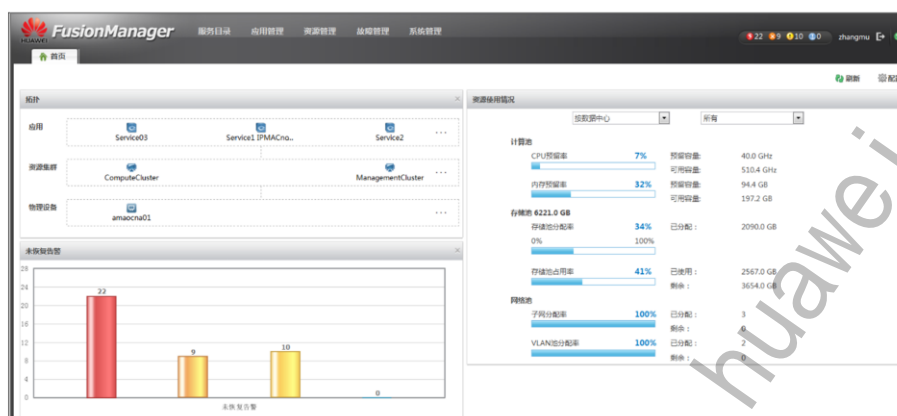 HUAWEI FusionManager 服务目录 应用管理 资源管理 故障管理 系统管理 22 9 10 0 zhangmu
首页
刷新
拓扑
应用 Service03 Service1 IPMACno.. Service2 ...
资源集群 ComputeCluster ManagementCluster ...
物理设备 amaocna01 ...
未恢复告警
28
24
20
16
12
8
4
0
22
9
10
0
未恢复告警
资源使用情况
按数据中心 所有
计算池
CPU预留率 7% 预留容量: 40.0 GHz
可用容量: 510.4 GHz
内存预留率 32% 预留容量: 94.4 GB
可用容量: 197.2 GB
存储池 6221.0 GB
存储池分配率 34% 已分配: 2090.0 GB
0% 100%
存储池占用率 41% 已使用: 2567.0 GB
剩余: 3654.0 GB
网络池
子网分配率 100% 已分配: 3
剩余: 0
VLAN池分配率 100% 已分配: 2
剩余: 0
huawei